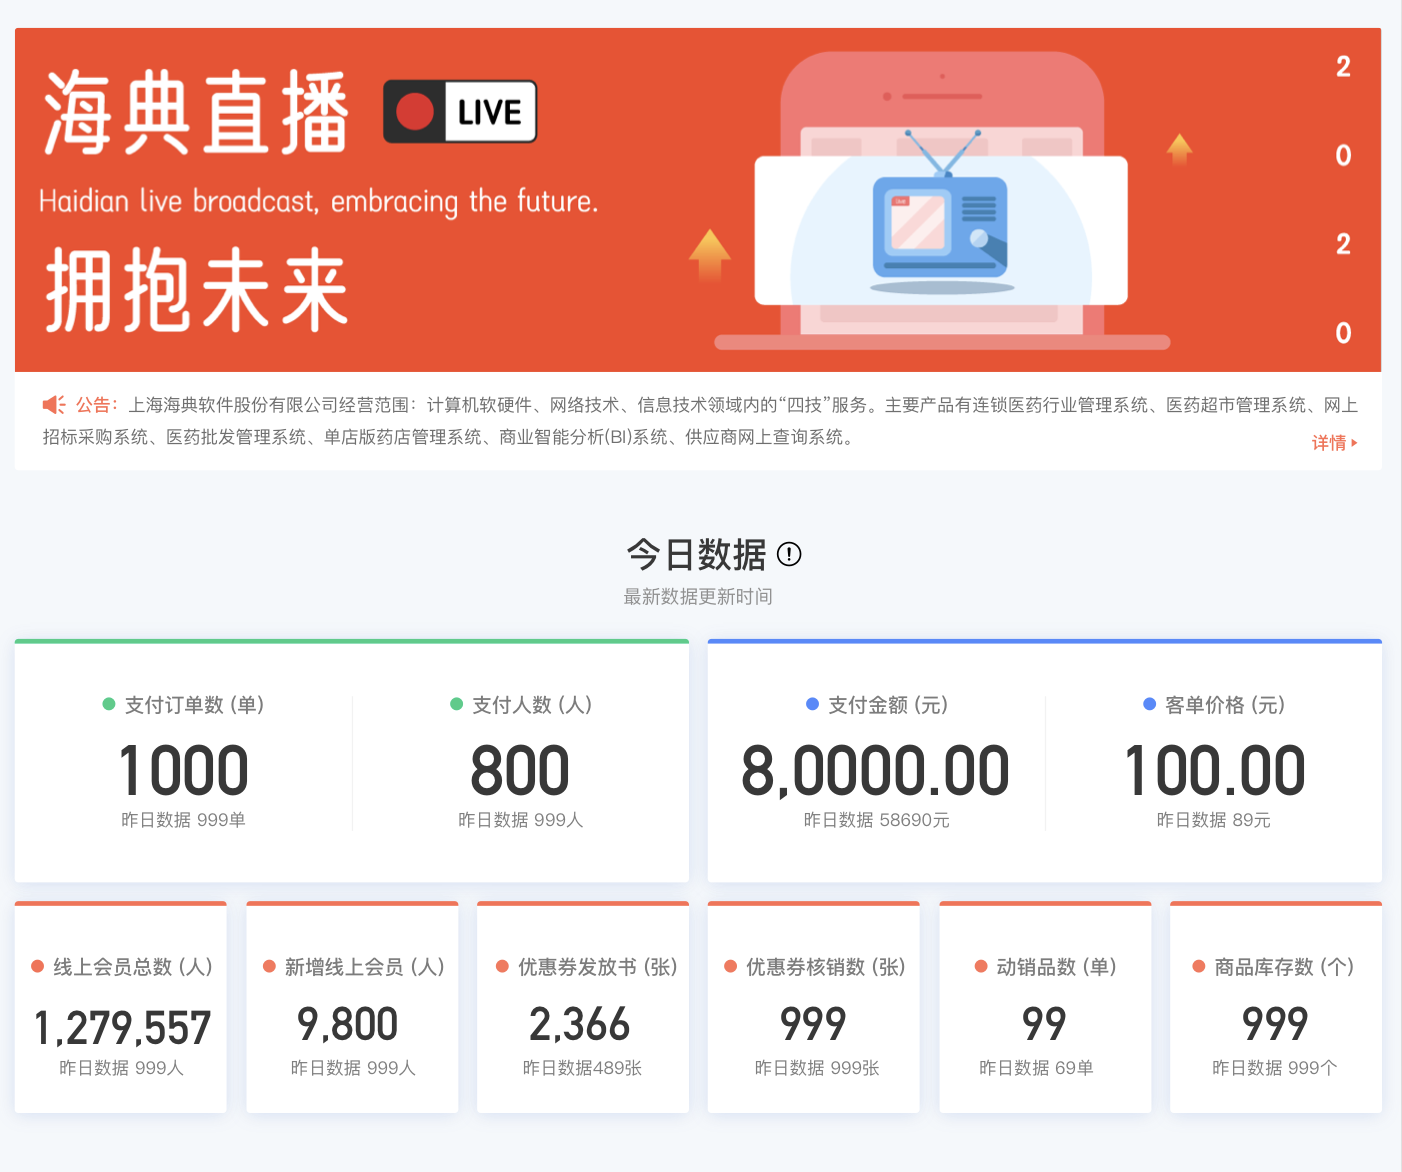 海典直播
LIVE
Haidian live broadcast, embracing the future.
拥抱未来
2
0
2
0
公告：上海海典软件股份有限公司经营范围：计算机软硬件、网络技术、信息技术领域内的“四技”服务。主要产品有连锁医药行业管理系统、医药超市管理系统、网上
招标采购系统、医药批发管理系统、单店版药店管理系统、商业智能分析(BI)系统、供应商网上查询系统。
详情
今日数据
最新数据更新时间
支付订单数 (单)
1000
昨日数据 999单
支付人数 (人)
800
昨日数据 999人
支付金额 (元)
8,0000.00
昨日数据 58690元
客单价格 (元)
100.00
昨日数据 89元
线上会员总数 (人)
1,279,557
昨日数据 999人
新增线上会员 (人)
9,800
昨日数据 999人
优惠券发放书 (张)
2,366
昨日数据489张
优惠券核销数 (张)
999
昨日数据 999张
动销品数 (单)
99
昨日数据 69单
商品库存数 (个)
999
昨日数据 999个